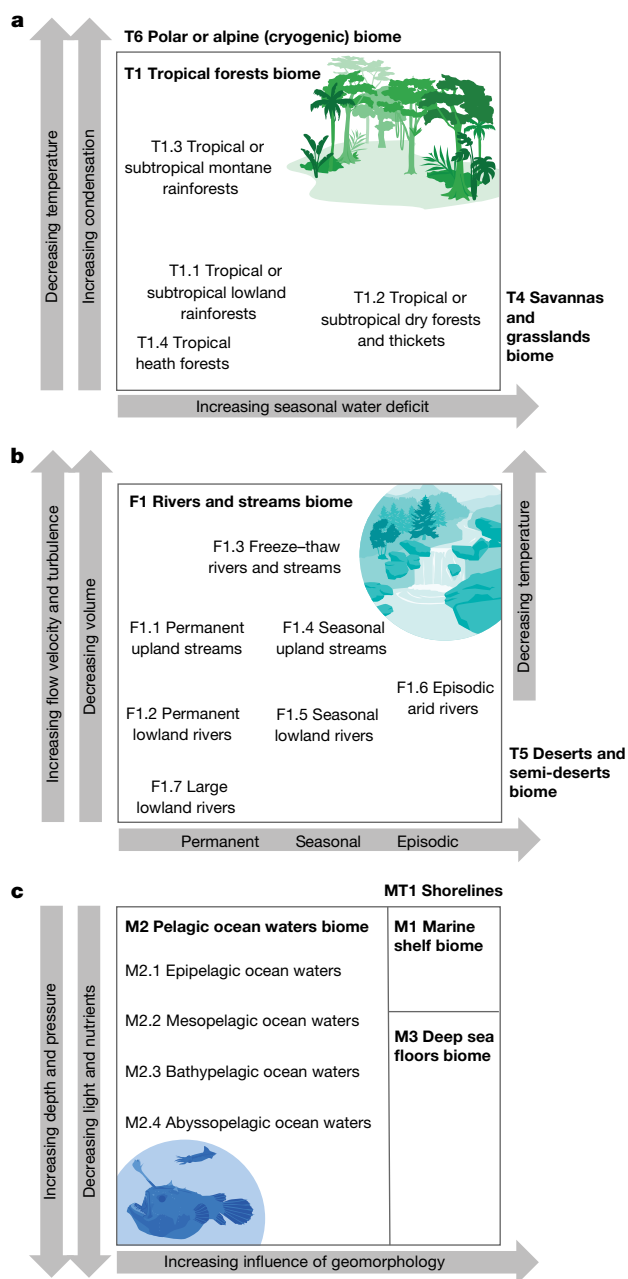 a
T6 Polar or alpine (cryogenic) biome
T1 Tropical forests biome
Decreasing temperature
Increasing condensation
T1.3 Tropical or
subtropical montane
rainforests
T1.1 Tropical or
subtropical lowland
rainforests
T1.4 Tropical
heath forests
T1.2 Tropical or
subtropical dry forests
and thickets
T4 Savannas
and
grasslands
biome
Increasing seasonal water deficit
b
Increasing flow velocity and turbulence
Decreasing volume
F1 Rivers and streams biome
F1.3 Freeze–thaw
rivers and streams
F1.1 Permanent
upland streams
F1.4 Seasonal
upland streams
F1.6 Episodic
arid rivers
F1.2 Permanent
lowland rivers
F1.5 Seasonal
lowland rivers
F1.7 Large
lowland rivers
Decreasing temperature
T5 Deserts and
semi-deserts
biome
Permanent Seasonal Episodic
c
MT1 Shorelines
Increasing depth and pressure
Decreasing light and nutrients
M2 Pelagic ocean waters biome
M2.1 Epipelagic ocean waters
M2.2 Mesopelagic ocean waters
M2.3 Bathypelagic ocean waters
M2.4 Abyssopelagic ocean waters
M1 Marine
shelf biome
M3 Deep sea
floors biome
Increasing influence of geomorphology